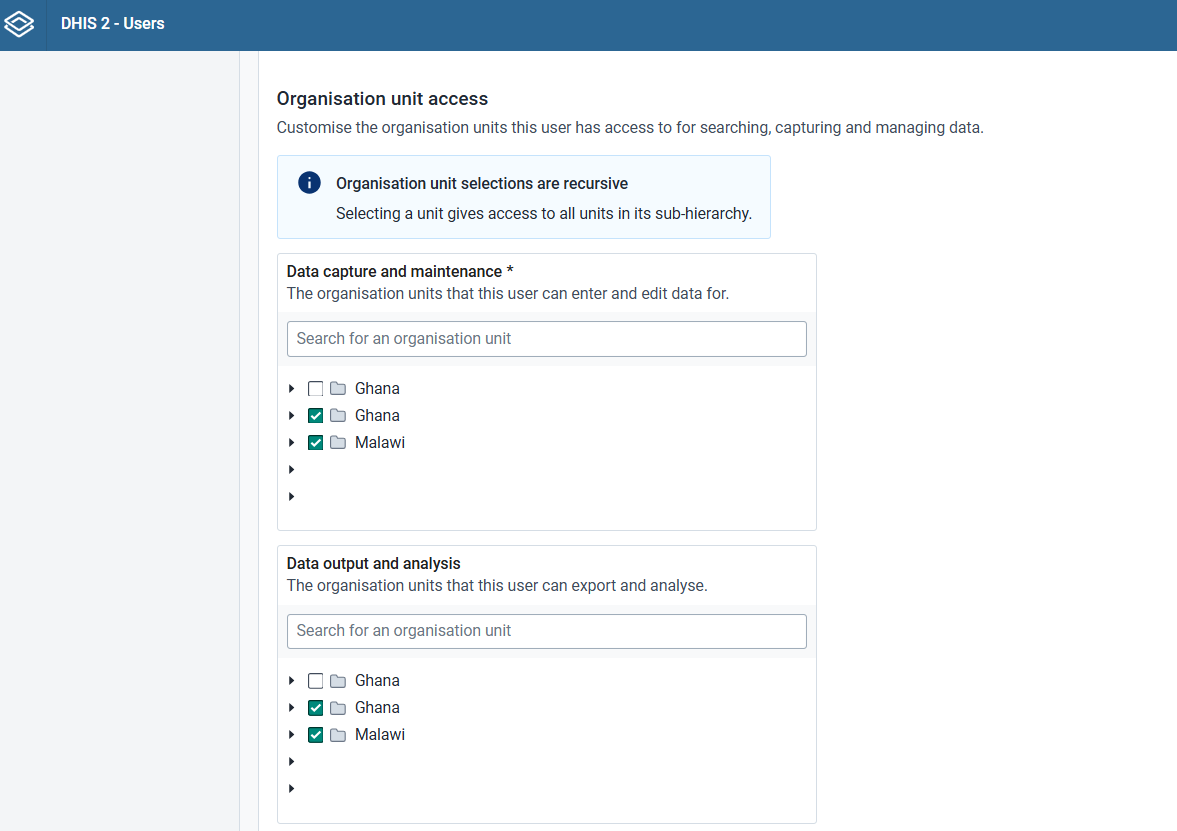 DHIS 2 - Users
Organisation unit access
Customise the organisation units this user has access to for searching, capturing and managing data.
Organisation unit selections are recursive
Selecting a unit gives access to all units in its sub-hierarchy.
Data capture and maintenance *
The organisation units that this user can enter and edit data for.
Search for an organisation unit
Ghana
Ghana
Malawi
Data output and analysis
The organisation units that this user can export and analyse.
Search for an organisation unit
Ghana
Ghana
Malawi